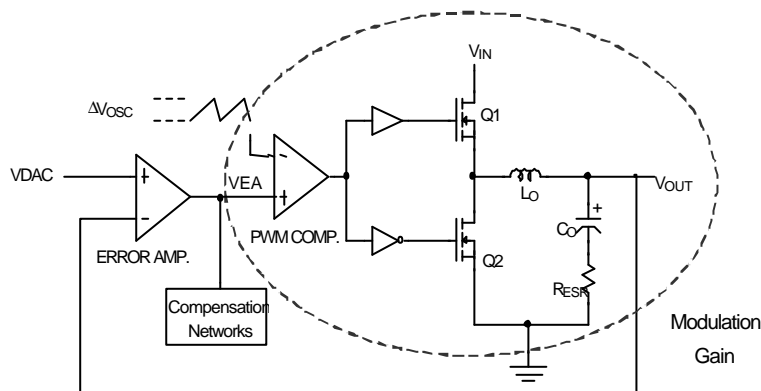 VIN
ΔVOSC
Q1
VDAC
+
-
-
+
VEA
LO
VOUT
+
CO
PWM COMP.
ERROR AMP.
Q2
RESR
Compensation
Networks
Modulation
Gain